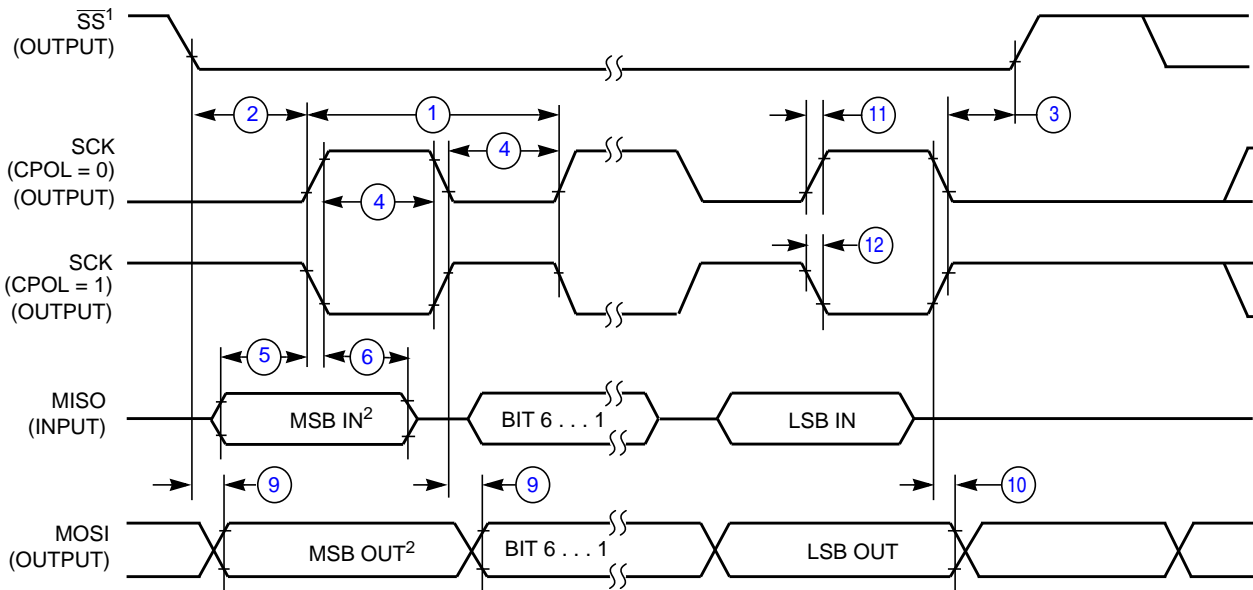 SS¹
(OUTPUT)
2
1
11
3
SCK
(CPOL = 0)
(OUTPUT)
4
4
12
SCK
(CPOL = 1)
(OUTPUT)
5
6
MISO
(INPUT)
MSB IN²
BIT 6 . . . 1
LSB IN
9
9
10
MOSI
(OUTPUT)
MSB OUT²
BIT 6 . . . 1
LSB OUT